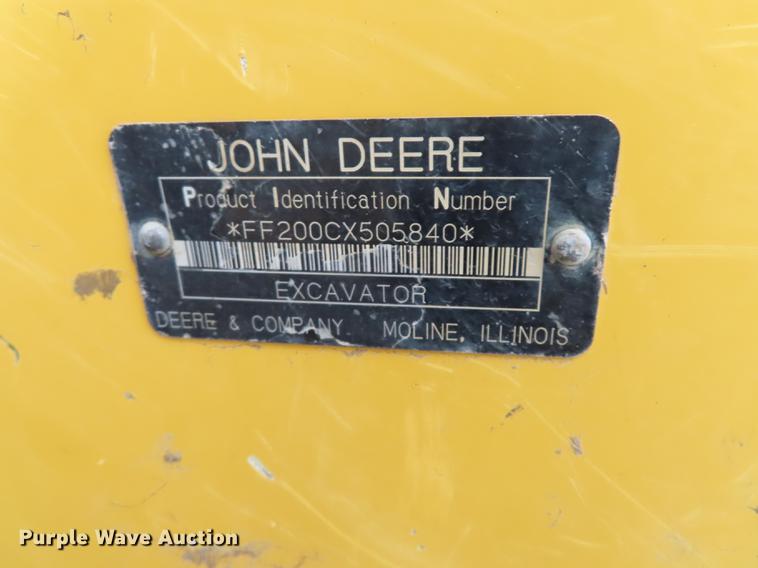 JOHN DEERE
Product Identification Number
*FF200CX505840*
EXCAVATOR
DEERE & COMPANY MOLINE, ILLINOIS
Purple Wave Auction